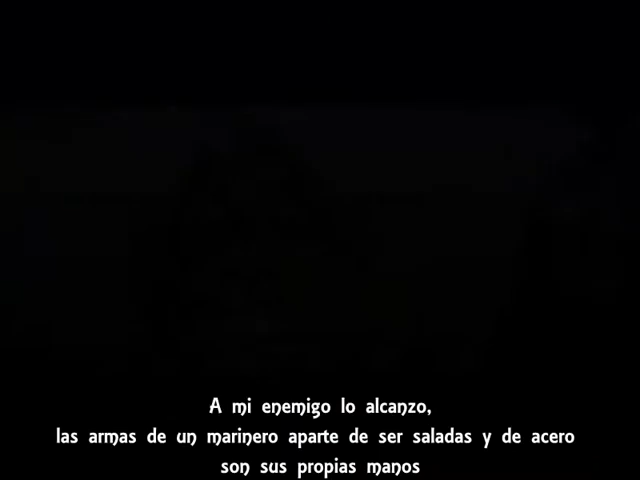 A mi enemigo lo alcanzo,
las armas de un marinero aparte de ser saladas y de acero
son sus propias manos